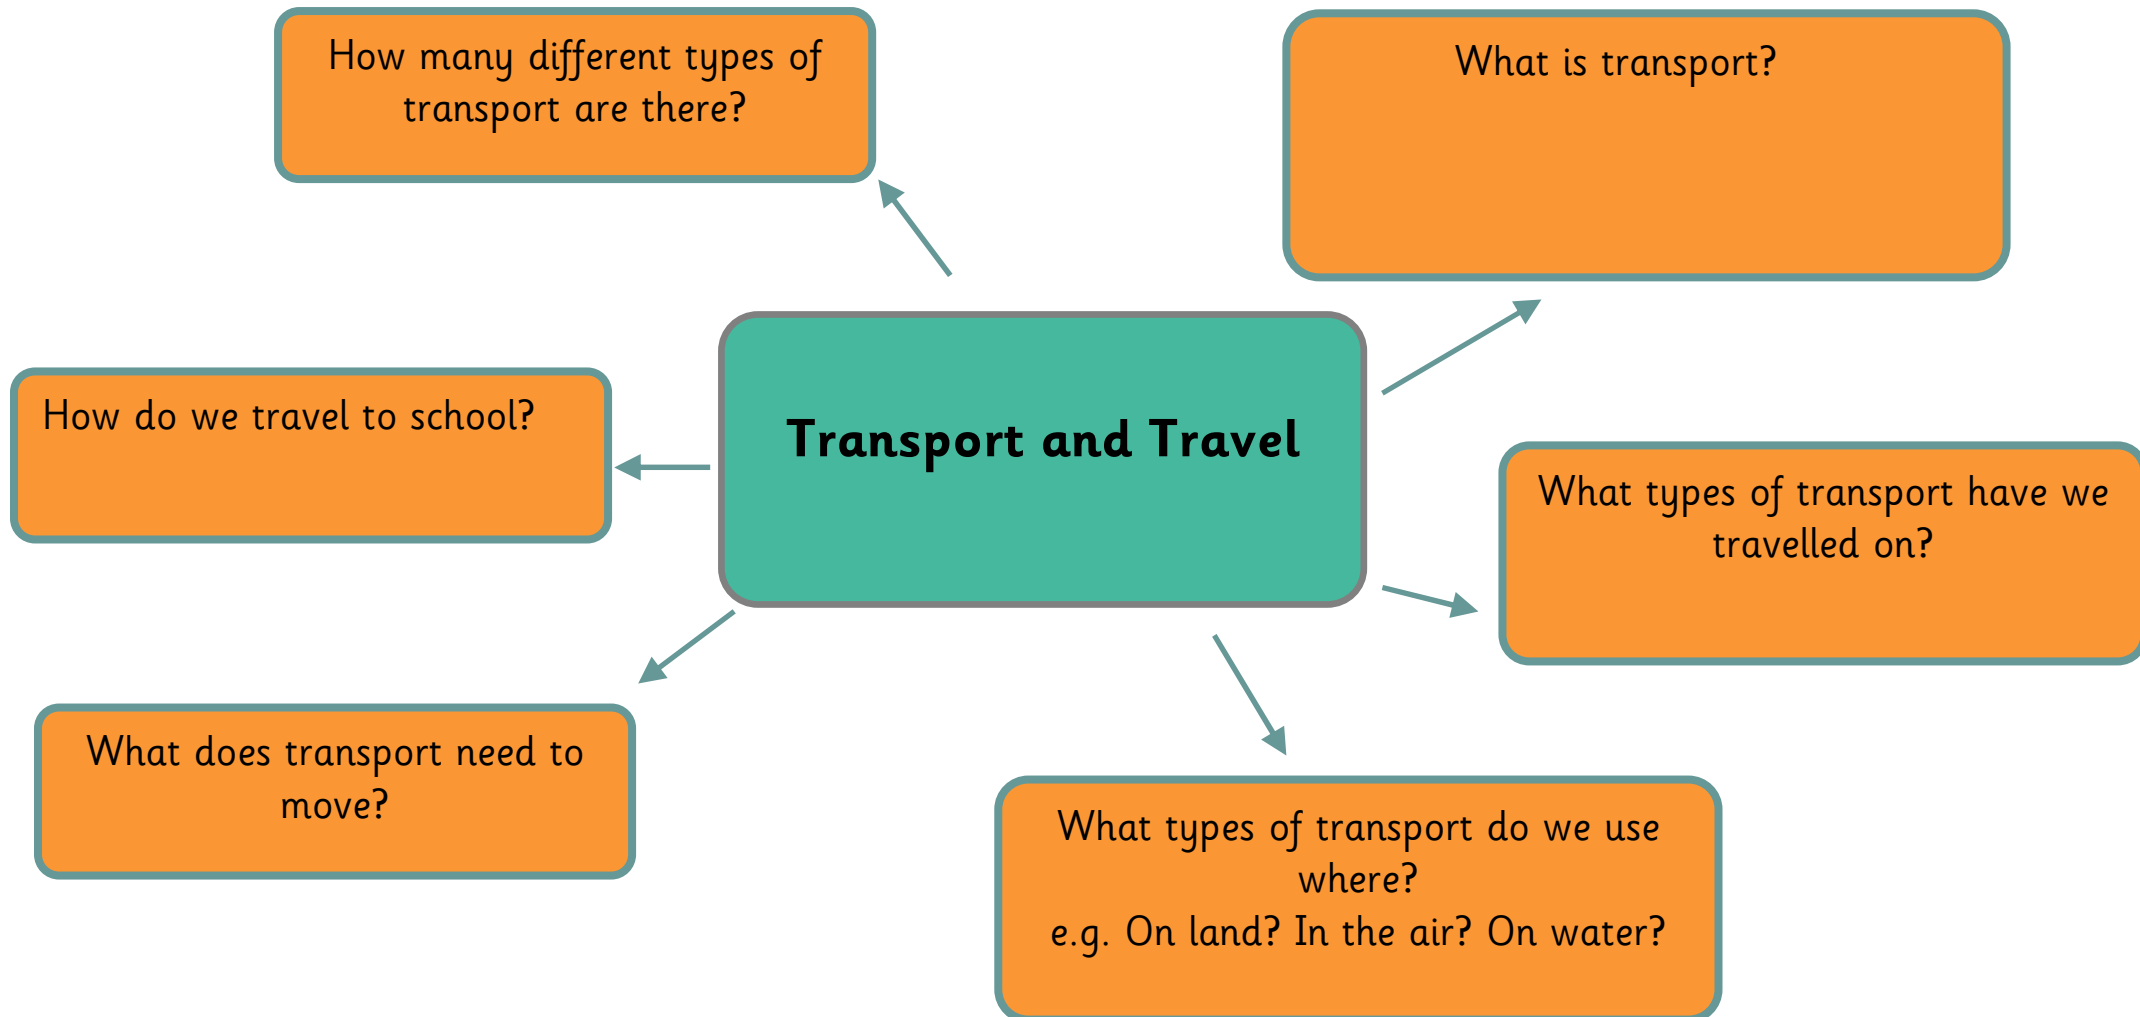 How many different types of
transport are there?
What is transport?
How do we travel to school?
Transport and Travel
What types of transport have we
travelled on?
What does transport need to
move?
What types of transport do we use
where?
e.g. On land? In the air? On water?